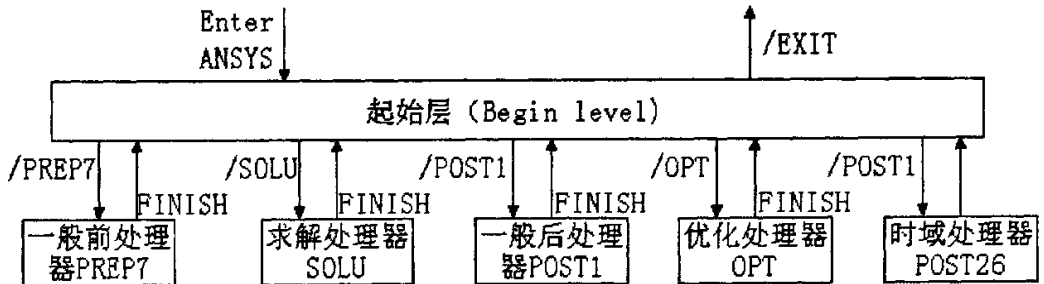 Enter
ANSYS
/EXIT
起始层（Begin level）
/PREP7
/SOLU
/POST1
/OPT
/POST1
FINISH
FINISH
FINISH
FINISH
一般前处理
器PREP7
求解处理器
SOLU
一般后处理
器POST1
优化处理器
OPT
时域处理器
POST26